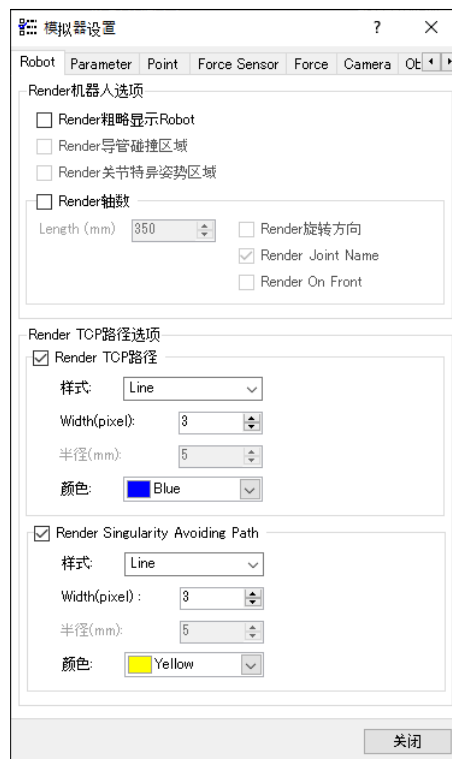 模拟器设置
Robot Parameter Point Force Sensor Force Camera
Render机器人选项
Render粗略显示Robot
Render导管碰撞区域
Render关节特异姿势区域
Render轴数
Length (mm) 350 Render旋转方向
Render Joint Name
Render On Front
Render TCP路径选项
Render TCP路径
样式: Line
Width(pixel): 3
半径(mm): 5
颜色: Blue
Render Singularity Avoiding Path
样式: Line
Width(pixel) : 3
半径(mm): 5
颜色: Yellow
关闭